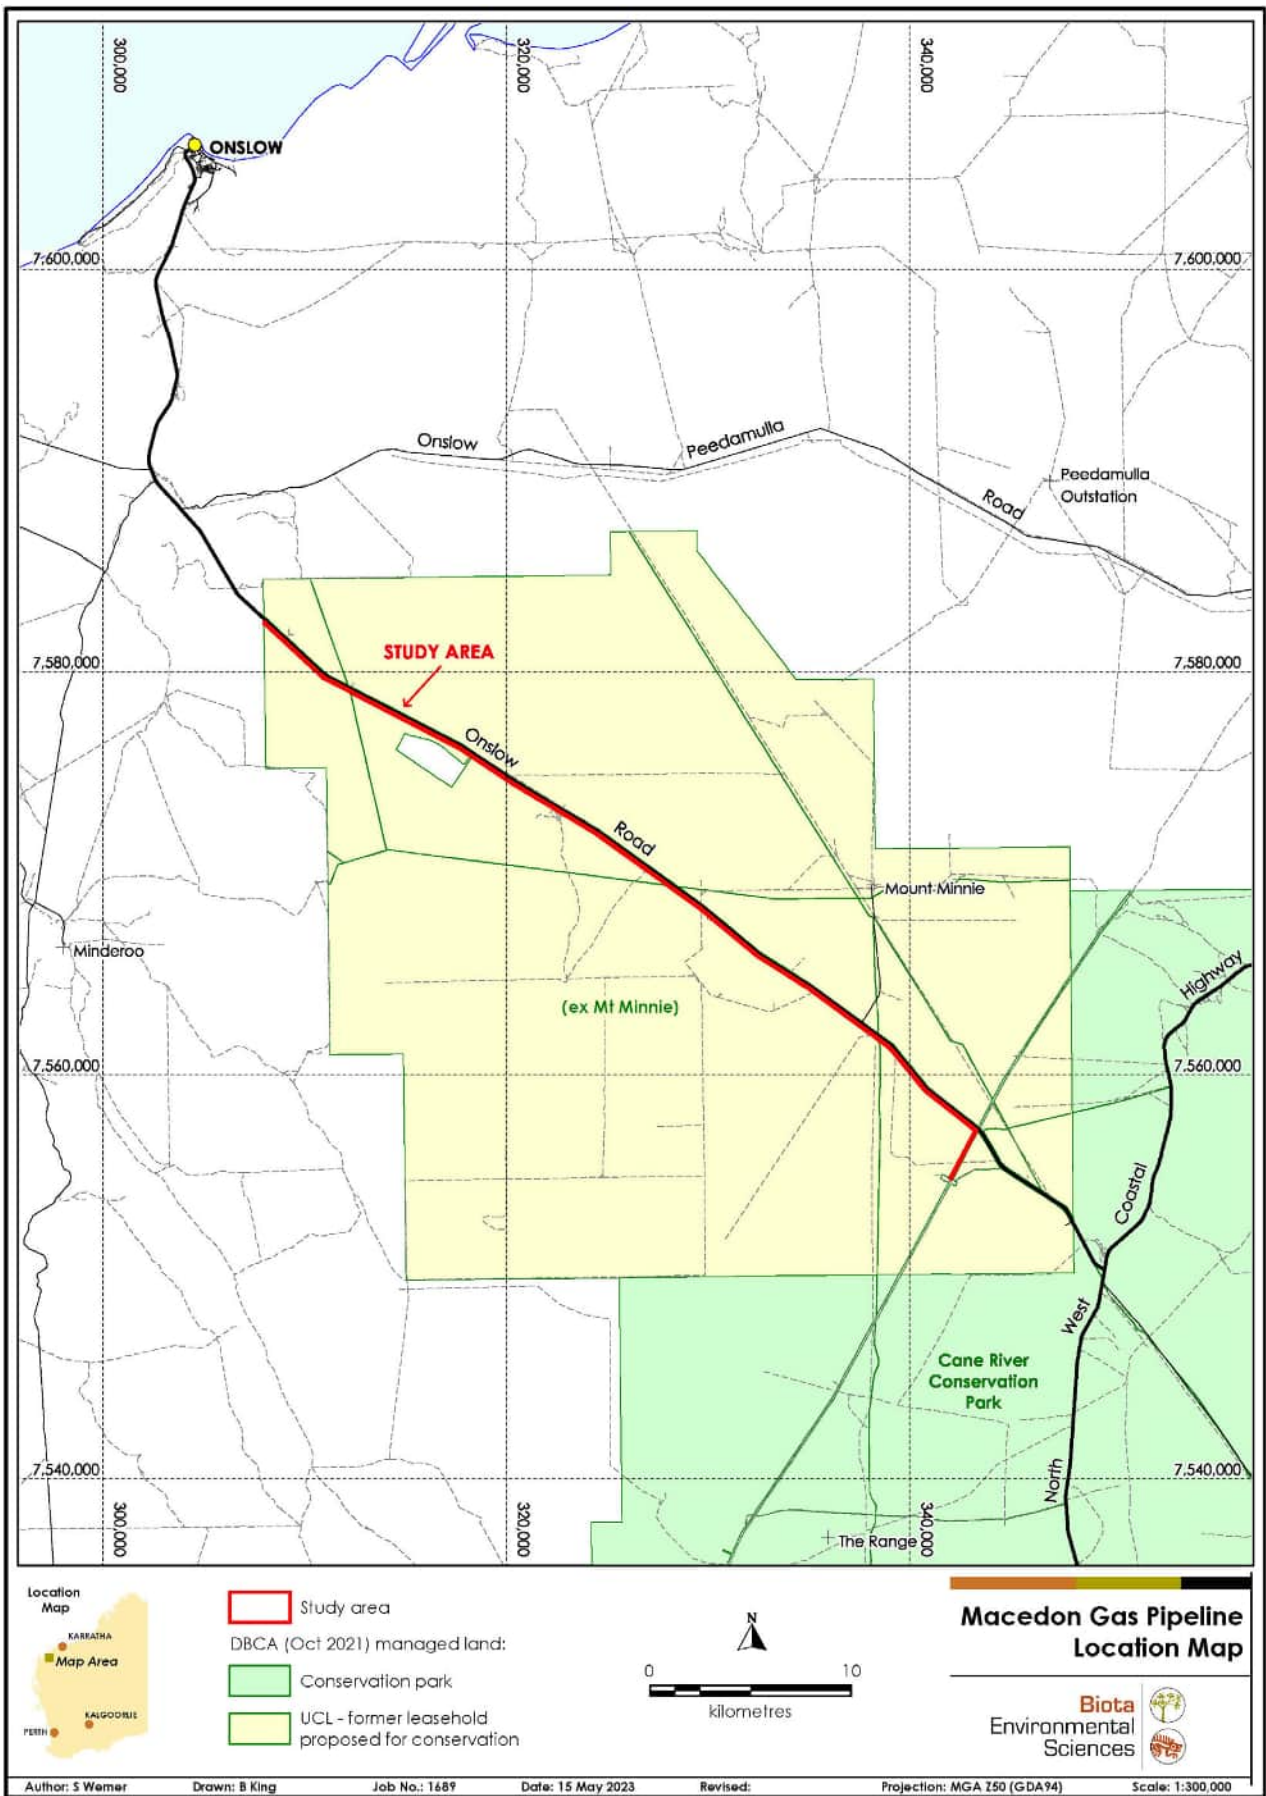 300,000
320,000
340,000
ONSLOW
7,600,000
7,600,000
Onslow
Peedamulla
Road
Peedamulla
Outstation
STUDY AREA
7,580,000
7,580,000
Onslow
Road
Mount Minnie
Minderoo
(ex Mt Minnie)
Highway
7,560,000
7,560,000
Coastal
West
Cane River
Conservation
Park
North
7,540,000
7,540,000
300,000
320,000
340,000
The Range
Location
Map
KARRATHA
Map Area
KALGOORLIE
PERTH
Study area
DBCA (Oct 2021) managed land:
Conservation park
UCL - former leasehold
proposed for conservation
N
0 10
kilometres
Macedon Gas Pipeline
Location Map
Biota
Environmental
Sciences
Author: S Werner Drawn: B King Job No.: 1689 Date: 15 May 2023 Revised: Projection: MGA Z50 (GDA94) Scale: 1:300,000